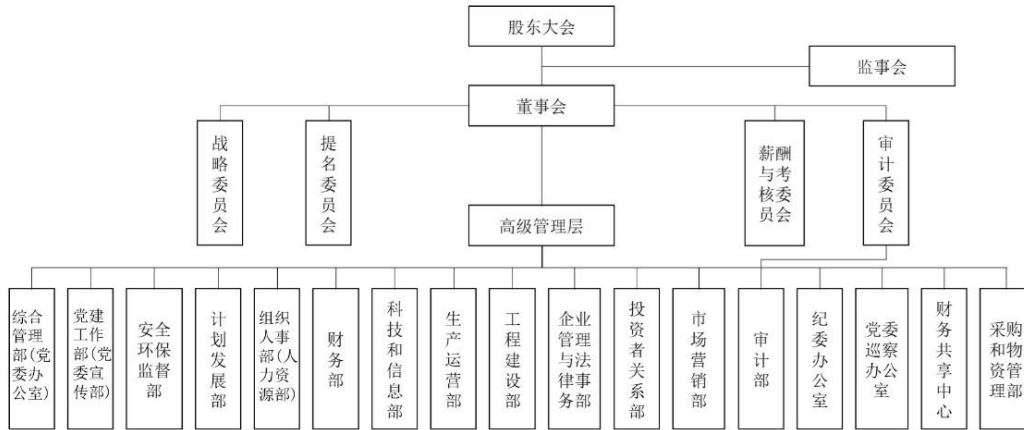 股东大会
监事会
董事会
战略委员会
提名委员会
薪酬与考核委员会
审计委员会
高级管理层
综合
管理
部(党
委办
公室)
党建
工作
部(党
委宣
传部)
安全
环保
监督
部
计划发展部
组织
人事
部(人
力资
源部)
财务部
科技和信息部
生产运营部
工程建设部
企业
管理
与法
律事
务部
投资者关系部
市场营销部
审计部
纪委办公室
党委
巡察
办公
室
财务共享中心
采购
和物
资管
理部